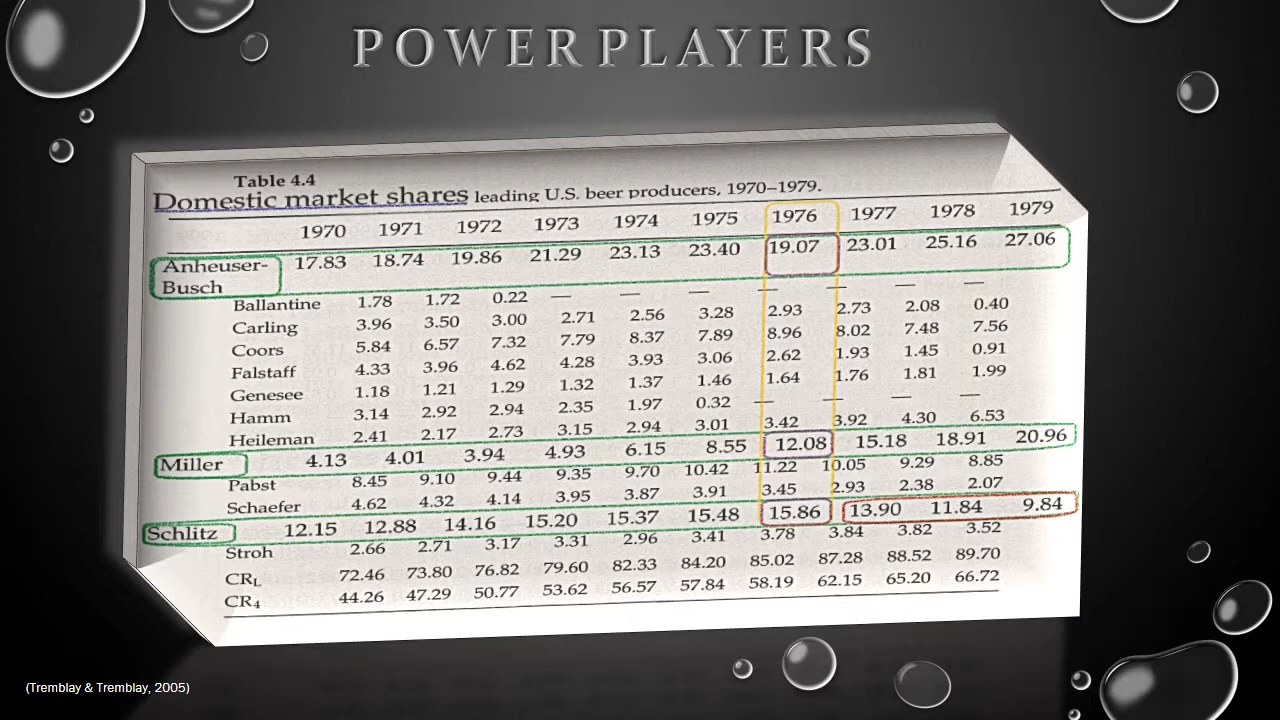 POWER PLAYERS
Table 4.4
Domestic market shares leading U.S. beer producers, 1970–1979.
1970 1971 1972 1973 1974 1975 1976 1977 1978 1979
Anheuser-Busch 17.83 18.74 19.86 21.29 23.13 23.40 19.07 23.01 25.16 27.06
Ballantine 1.78 1.72 0.22 — — — — — — —
Carling 3.96 3.50 3.00 2.71 2.56 3.28 2.93 2.73 2.08 0.40
Coors 5.84 6.57 7.32 7.79 8.37 7.89 8.96 8.02 7.48 7.56
Falstaff 4.33 3.96 4.62 4.28 3.93 3.06 2.62 1.93 1.45 0.91
Genesee 1.18 1.21 1.29 1.32 1.37 1.46 1.64 1.76 1.81 1.99
Hamm 3.14 2.92 2.94 2.35 1.97 0.32 — — — —
Heileman 2.41 2.17 2.73 3.15 2.94 3.01 3.42 3.92 4.30 6.53
Miller 4.13 4.01 3.94 4.93 6.15 8.55 12.08 15.18 18.91 20.96
Pabst 8.45 9.10 9.44 9.35 9.70 10.42 11.22 10.05 9.29 8.85
Schaefer 4.62 4.32 4.14 3.95 3.87 3.91 3.45 2.93 2.38 2.07
Schlitz 12.15 12.88 14.16 15.20 15.37 15.48 15.86 13.90 11.84 9.84
Stroh 2.66 2.71 3.17 3.31 2.96 3.41 3.78 3.84 3.82 3.52
CRL 72.46 73.80 76.82 79.60 82.33 84.20 85.02 87.28 88.52 89.70
CR4 44.26 47.29 50.77 53.62 56.57 57.84 58.19 62.15 65.20 66.72
(Tremblay & Tremblay, 2005)